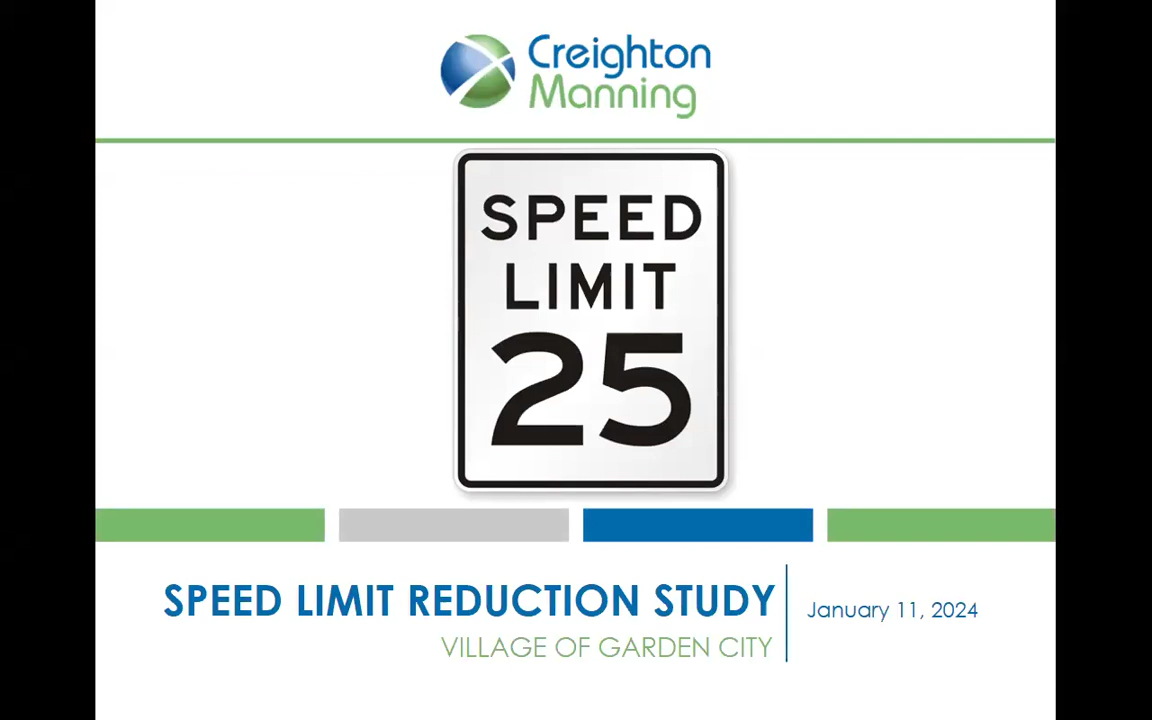 Creighton
Manning
SPEED
LIMIT
25
SPEED LIMIT REDUCTION STUDY
January 11, 2024
VILLAGE OF GARDEN CITY